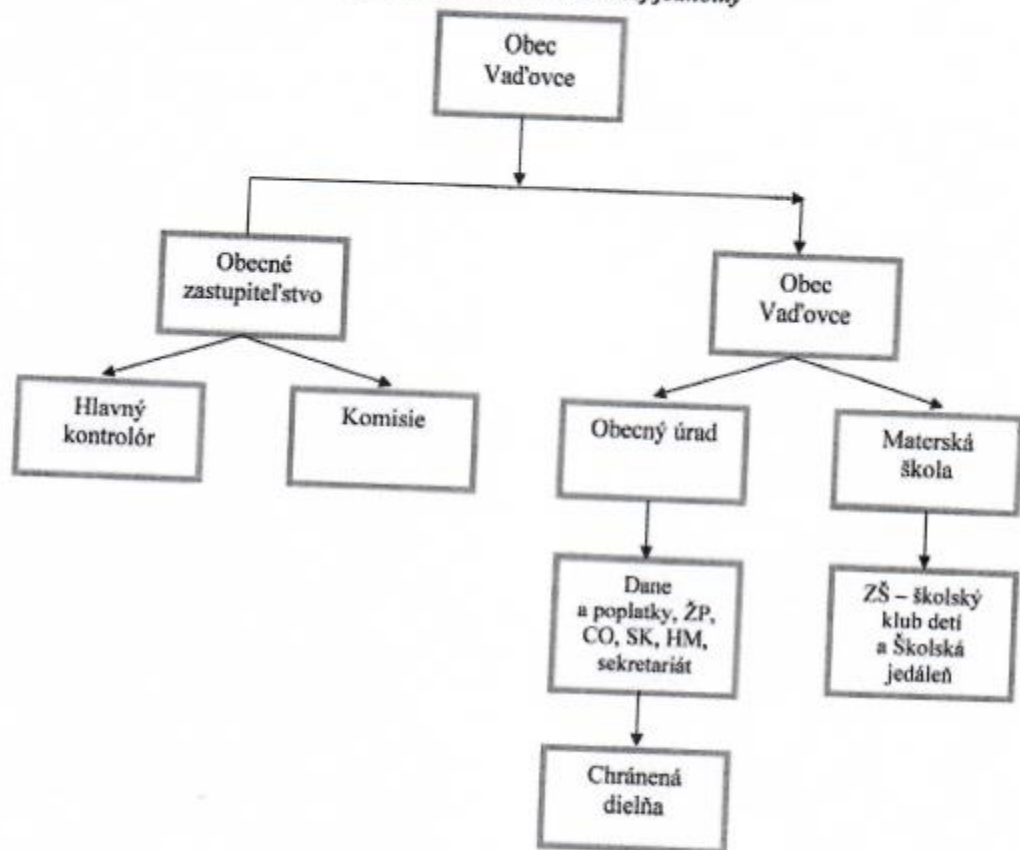 Obec
Vaďovce
Obecné
zastupiteľstvo
Obec
Vaďovce
Hlavný
kontrolór
Komisie
Obecný úrad
Materská
škola
Dane
a poplatky, ŽP,
CO, SK, HM,
sekretariát
ZŠ – školský
klub detí
a Školská
jedáleň
Chránená
dielňa